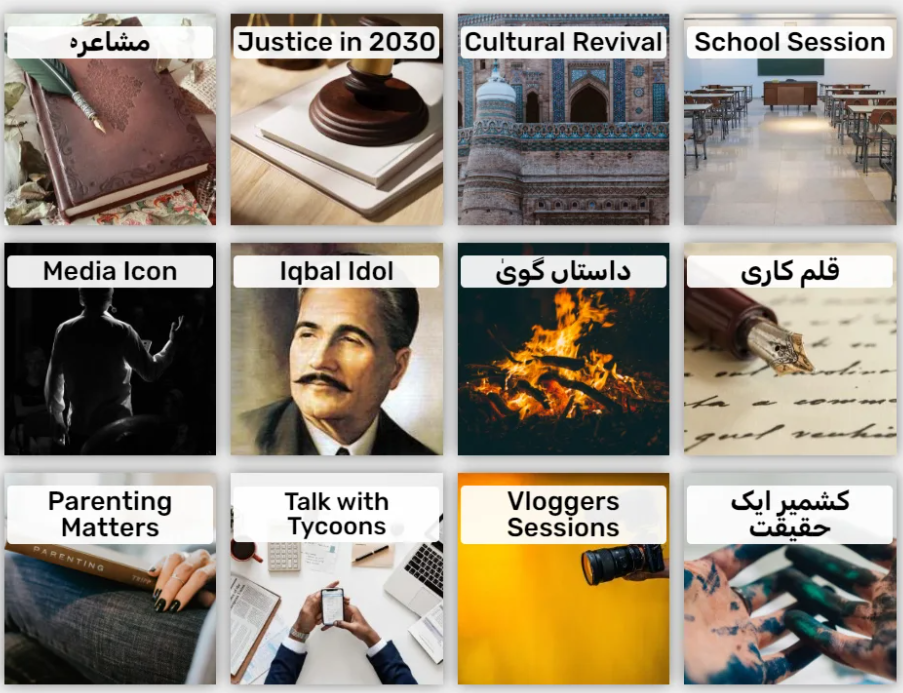 مشاعرہ
Justice in 2030
Cultural Revival
School Session
Media Icon
Iqbal Idol
داستاں گوئی
قلم کاری
Parenting
Matters
Talk with
Tycoons
Vloggers
Sessions
کشمیر ایک
حقیقت
PARENTING